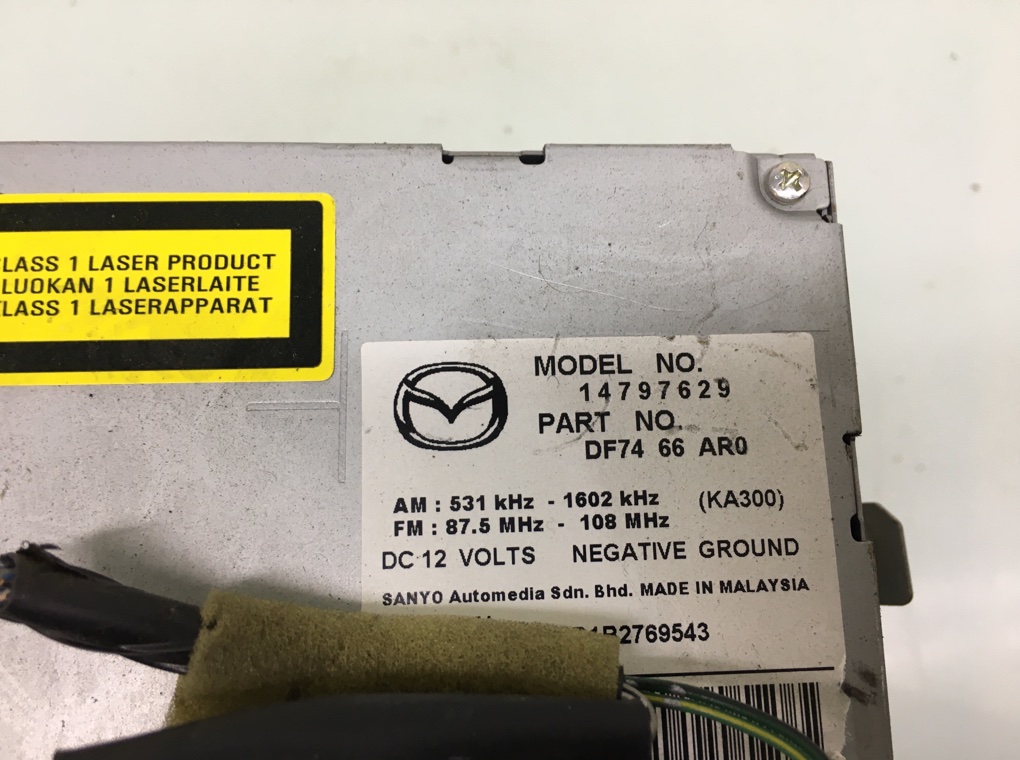 LASS 1 LASER PRODUCT
LUOKAN 1 LASERLAITE
LASS 1 LASERAPPARAT
MODEL NO.
14797629
PART NO.
DF74 66 AR0
AM : 531 kHz - 1602 kHz (KA300)
FM : 87.5 MHz - 108 MHz
DC 12 VOLTS NEGATIVE GROUND
SANYO Automedia Sdn. Bhd. MADE IN MALAYSIA
2769543